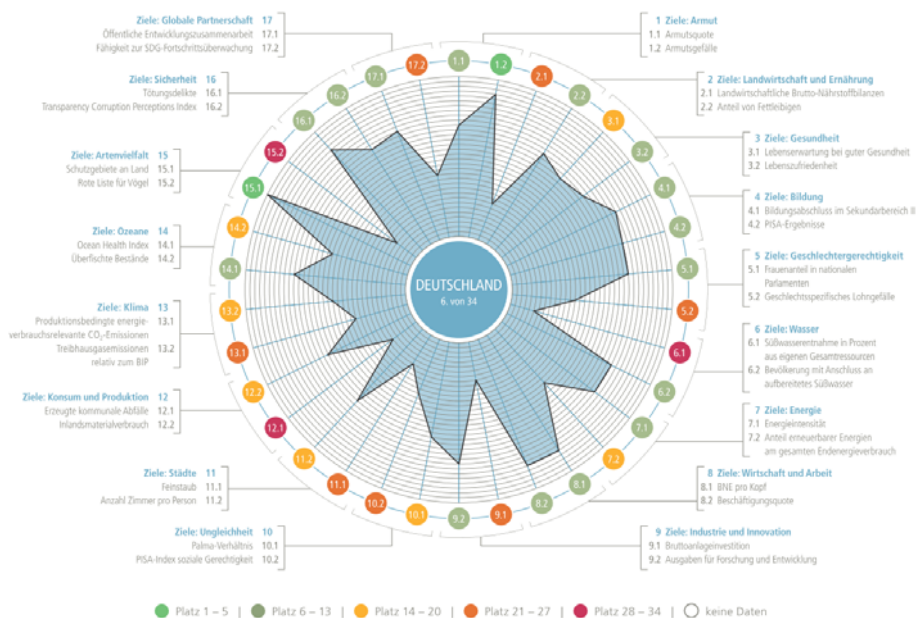 Ziele: Globale Partnerschaft 17
Öffentliche Entwicklungszusammenarbeit 17.1
Fähigkeit zur SDG-Fortschrittsüberwachung 17.2
Ziele: Sicherheit 16
Tötungsdelikte 16.1
Transparency Corruption Perceptions Index 16.2
Ziele: Artenvielfalt 15
Schutzgebiete an Land 15.1
Rote Liste für Vögel 15.2
Ziele: Ozeane 14
Ocean Health Index 14.1
Überfischte Bestände 14.2
Ziele: Klima 13
Produktionsbedingte energie- 13.1
verbrauchsrelevante CO₂-Emissionen
Treibhausgasemissionen 13.2
relativ zum BIP
Ziele: Konsum und Produktion 12
Erzeugte kommunale Abfälle 12.1
Inlandsmaterialverbrauch 12.2
Ziele: Städte 11
Feinstaub 11.1
Anzahl Zimmer pro Person 11.2
Ziele: Ungleichheit 10
Palma-Verhältnis 10.1
PISA-Index soziale Gerechtigkeit 10.2
1 Ziele: Armut
1.1 Armutsquote
1.2 Armutsgefälle
2 Ziele: Landwirtschaft und Ernährung
2.1 Landwirtschaftliche Brutto-Nährstoffbilanzen
2.2 Anteil von Fettleibigen
3 Ziele: Gesundheit
3.1 Lebenserwartung bei guter Gesundheit
3.2 Lebenszufriedenheit
4 Ziele: Bildung
4.1 Bildungsabschluss im Sekundarbereich II
4.2 PISA-Ergebnisse
5 Ziele: Geschlechtergerechtigkeit
5.1 Frauenanteil in nationalen
Parlamenten
5.2 Geschlechtsspezifisches Lohngefälle
6 Ziele: Wasser
6.1 Süßwasserentnahme in Prozent
aus eigenen Gesamtressourcen
6.2 Bevölkerung mit Anschluss an
aufbereitetes Süßwasser
7 Ziele: Energie
7.1 Energieintensität
7.2 Anteil erneuerbarer Energien
am gesamten Endenergieverbrauch
8 Ziele: Wirtschaft und Arbeit
8.1 BNE pro Kopf
8.2 Beschäftigungsquote
9 Ziele: Industrie und Innovation
9.1 Bruttoanlageinvestition
9.2 Ausgaben für Forschung und Entwicklung
1.1
1.2
2.1
2.2
3.1
3.2
4.1
4.2
5.1
5.2
6.1
6.2
7.1
7.2
8.1
8.2
9.1
9.2
10.1
10.2
11.1
11.2
12.1
12.2
13.1
13.2
14.1
14.2
15.1
15.2
16.1
16.2
17.1
17.2
DEUTSCHLAND
6. von 34
Platz 1 – 5 | Platz 6 – 13 | Platz 14 – 20 | Platz 21 – 27 | Platz 28 – 34 | keine Daten